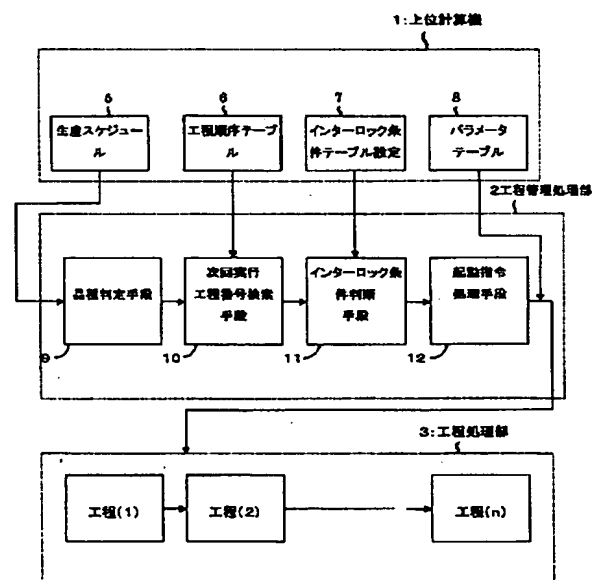 1:上位計算機
5
6
7
8
生産スケジュー
ル
工程順序テーブ
ル
インターロック条
件テーブル設定
パラメータ
テーブル
2工程管理処理部
品種判定手段
次回実行
工程番号検索
手段
インターロック条
件判断
手段
起動指令
処理手段
9
10
11
12
3:工程処理部
工程(1)
工程(2)
工程(n)